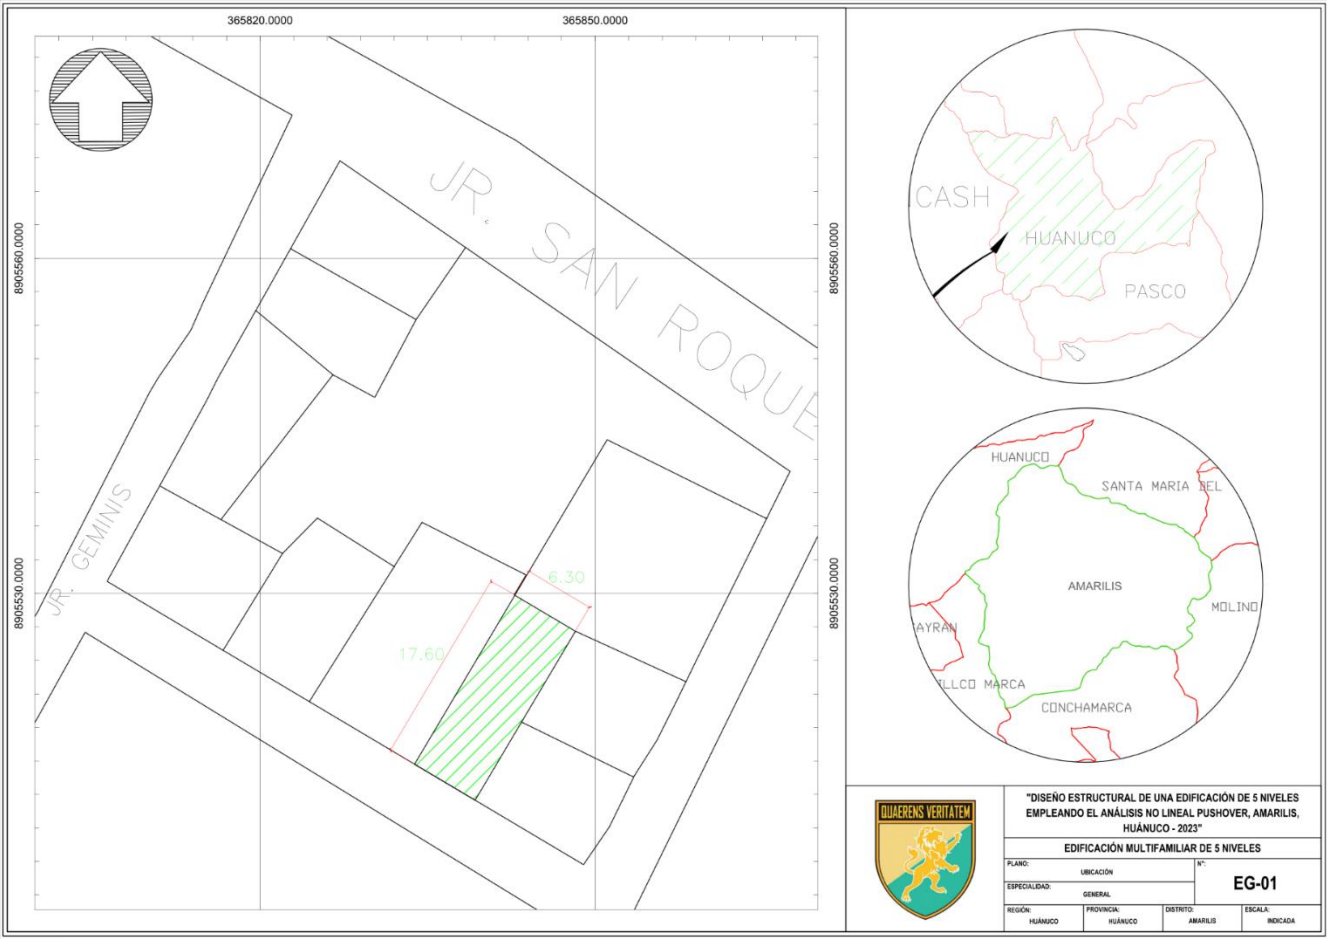 365820.0000
365850.0000
8905560.0000
8905560.0000
8905530.0000
8905530.0000
JR. SAN ROQUE
JR. GEMINIS
6.30
17.60
CASH
HUANUCO
PASCO
HUANUCO
SANTA MARIA DEL
AMARILIS
MOLINO
AYRAN
ILLCO MARCA
CONCHAMARCA
QUAERENS VERITATEM
"DISEÑO ESTRUCTURAL DE UNA EDIFICACIÓN DE 5 NIVELES
EMPLEANDO EL ANÁLISIS NO LINEAL PUSHOVER, AMARILIS,
HUÁNUCO - 2023"
EDIFICACIÓN MULTIFAMILIAR DE 5 NIVELES
PLANO:
UBICACIÓN
N°:
EG-01
ESPECIALIDAD:
GENERAL
REGIÓN:
HUÁNUCO
PROVINCIA:
HUÁNUCO
DISTRITO:
AMARILIS
ESCALA:
INDICADA